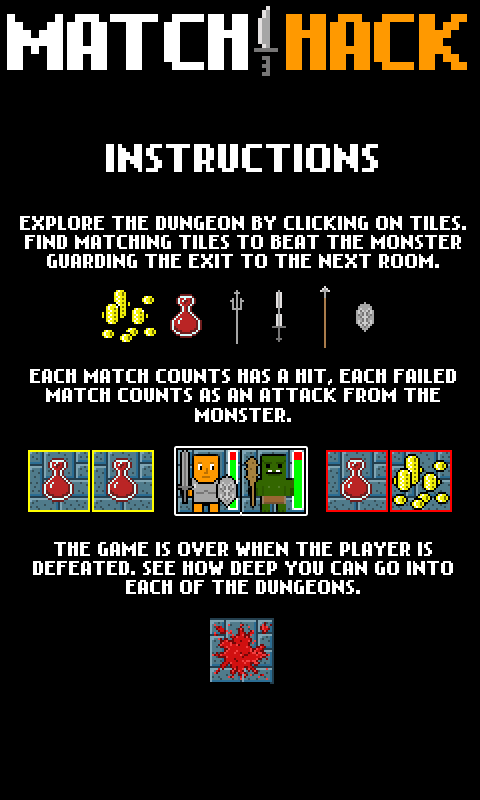 MATCH HACK
INSTRUCTIONS
EXPLORE THE DUNGEON BY CLICKING ON TILES.
FIND MATCHING TILES TO BEAT THE MONSTER
GUARDING THE EXIT TO THE NEXT ROOM.
EACH MATCH COUNTS HAS A HIT, EACH FAILED
MATCH COUNTS AS AN ATTACK FROM THE
MONSTER.
THE GAME IS OVER WHEN THE PLAYER IS
DEFEATED. SEE HOW DEEP YOU CAN GO INTO
EACH OF THE DUNGEONS.